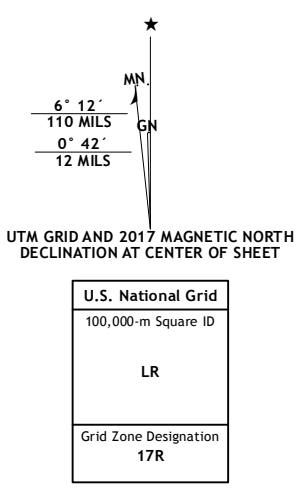 MN.
6° 12´
110 MILS
GN
0° 42´
12 MILS
UTM GRID AND 2017 MAGNETIC NORTH
DECLINATION AT CENTER OF SHEET
U.S. National Grid
100,000-m Square ID
LR
Grid Zone Designation
17R